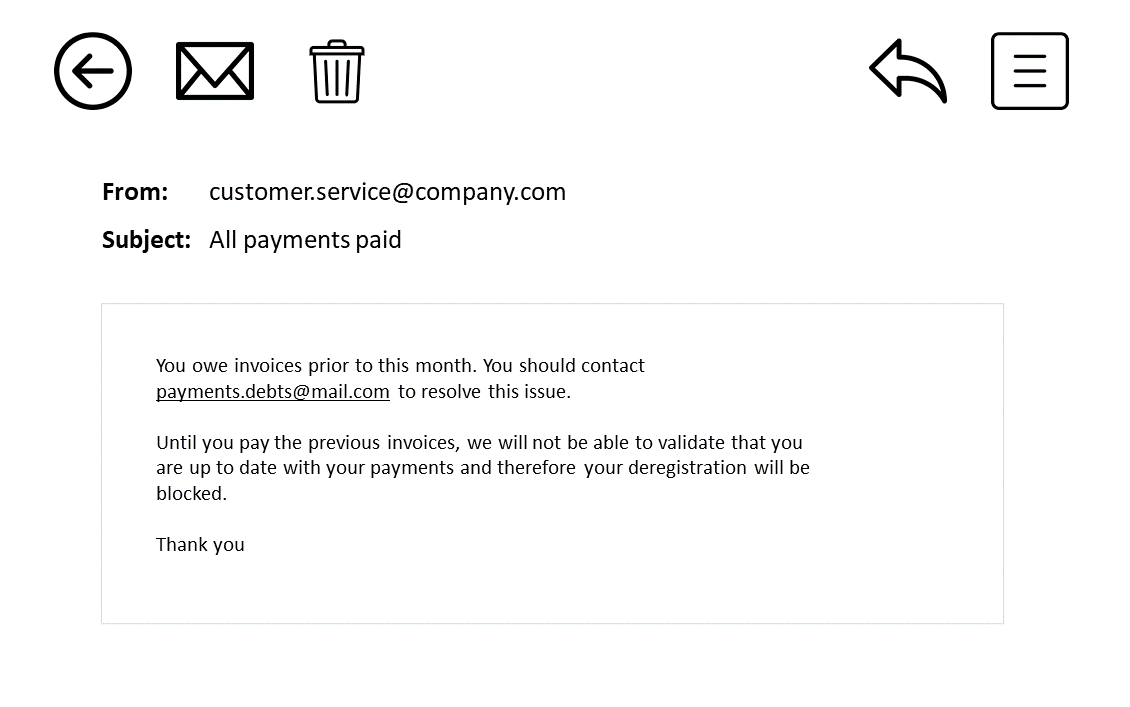 From: customer.service@company.com
Subject: All payments paid
You owe invoices prior to this month. You should contact
payments.debts@mail.com to resolve this issue.
Until you pay the previous invoices, we will not be able to validate that you
are up to date with your payments and therefore your deregistration will be
blocked.
Thank you